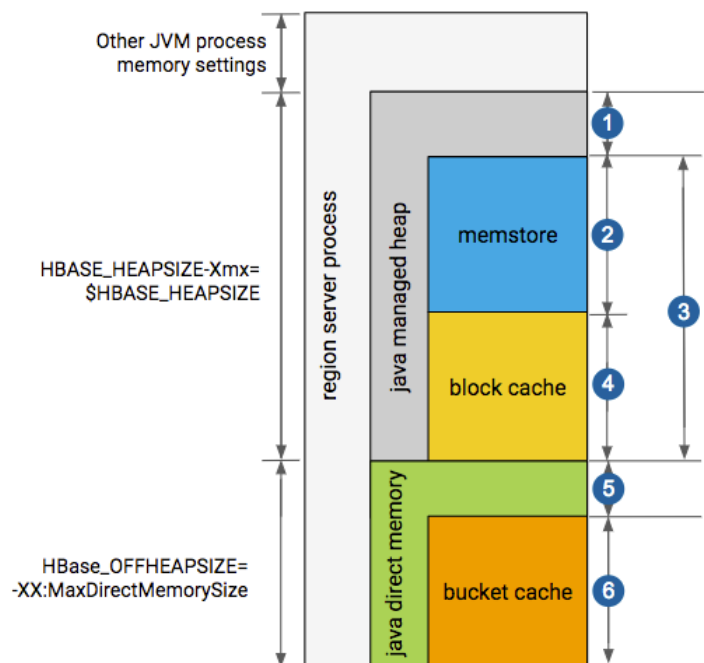 Other JVM process
memory settings
HBASE_HEAPSIZE-Xmx=
$HBASE_HEAPSIZE
HBase_OFFHEAPSIZE=
-XX:MaxDirectMemorySize
region server process
java managed heap
java direct memory
memstore
block cache
bucket cache
1
2
3
4
5
6